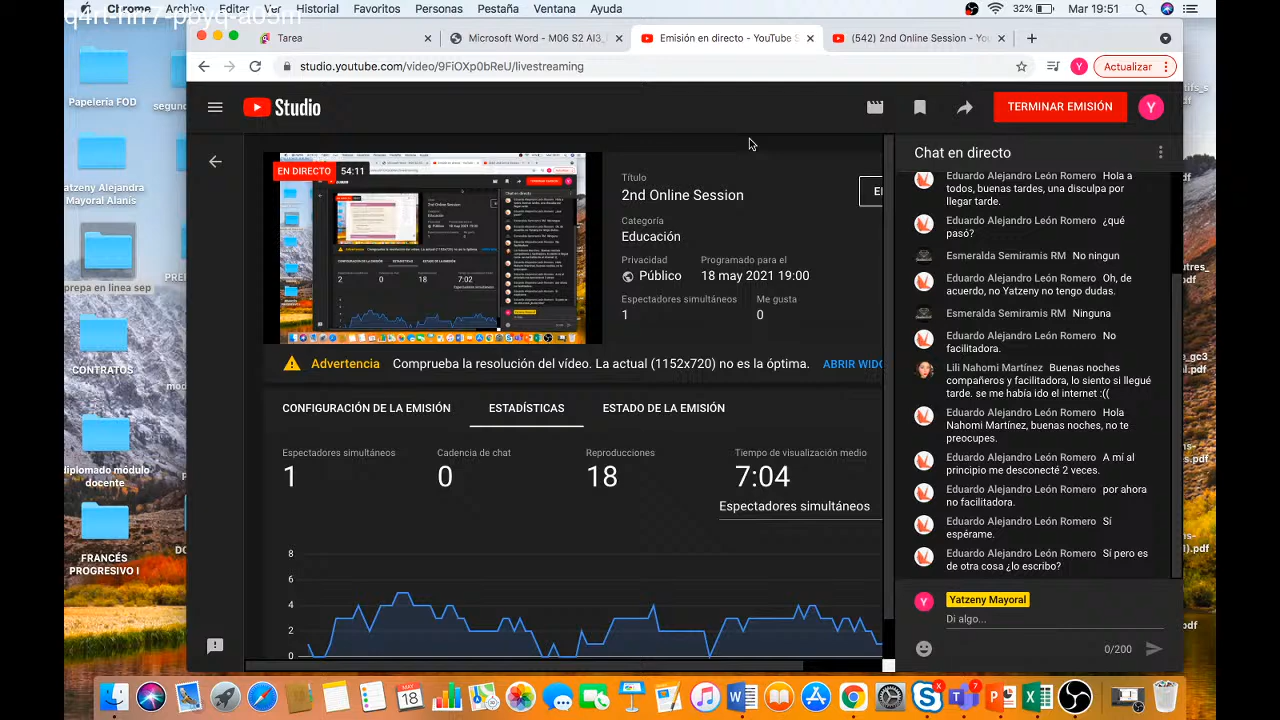 Chrome Archivo Editar Ver Historial Favoritos Personas Pestaña Ventana Ayuda 32% Mar 19:51
Tarea
Microsoft Word - M06 S2 AI3_
Emisión en directo - YouTube S
(542) 2nd Online Session - You
studio.youtube.com/video/9FiOXp0bReU/livestreaming
Actualizar
Studio
TERMINAR EMISIÓN
Y
Papelería FOD
segun
atzeny Alejandra
Mayoral Alanís
prepa en linea sep
PRE
CONTRATOS
mod
diplomado módulo
docente
FRANCÉS
PROGRESIVO I
DO
EN DIRECTO 54:11
Título
2nd Online Session
Categoría
Educación
Privacidad
Público
Programado para el
18 may 2021 19:00
Espectadores simultáneos
1
Me gusta
0
Advertencia Comprueba la resolución del vídeo. La actual (1152x720) no es la óptima. ABRIR WIDG
CONFIGURACIÓN DE LA EMISIÓN ESTADÍSTICAS ESTADO DE LA EMISIÓN
Espectadores simultáneos
1
Cadencia de chat
0
Reproducciones
18
Tiempo de visualización medio
7:04
Espectadores simultáneos
8
6
4
2
0
Chat en directo
Eduardo Alejandro León Romero Hola a
todos, buenas tardes, una disculpa por
llegar tarde.
Eduardo Alejandro León Romero ¿qué
paso?
Esmeralda Semiramis RM No miyun
Eduardo Alejandro León Romero Oh, de
acuerdo, no Yatzeny no tengo dudas.
Esmeralda Semiramis RM Ninguna
Eduardo Alejandro León Romero No
facilitadora.
Lili Nahomi Martínez Buenas noches
compañeros y facilitadora, lo siento si llegué
tarde. se me había ido el internet :((
Eduardo Alejandro León Romero Hola
Nahomi Martínez, buenas noches, no te
preocupes.
Eduardo Alejandro León Romero A mí al
principio me desconecté 2 veces.
Eduardo Alejandro León Romero por ahora
no facilitadora.
Eduardo Alejandro León Romero Sí
espérame.
Eduardo Alejandro León Romero Sí pero es
de otra cosa ¿lo escribo?
Yatzeny Mayoral
Di algo...
0/200